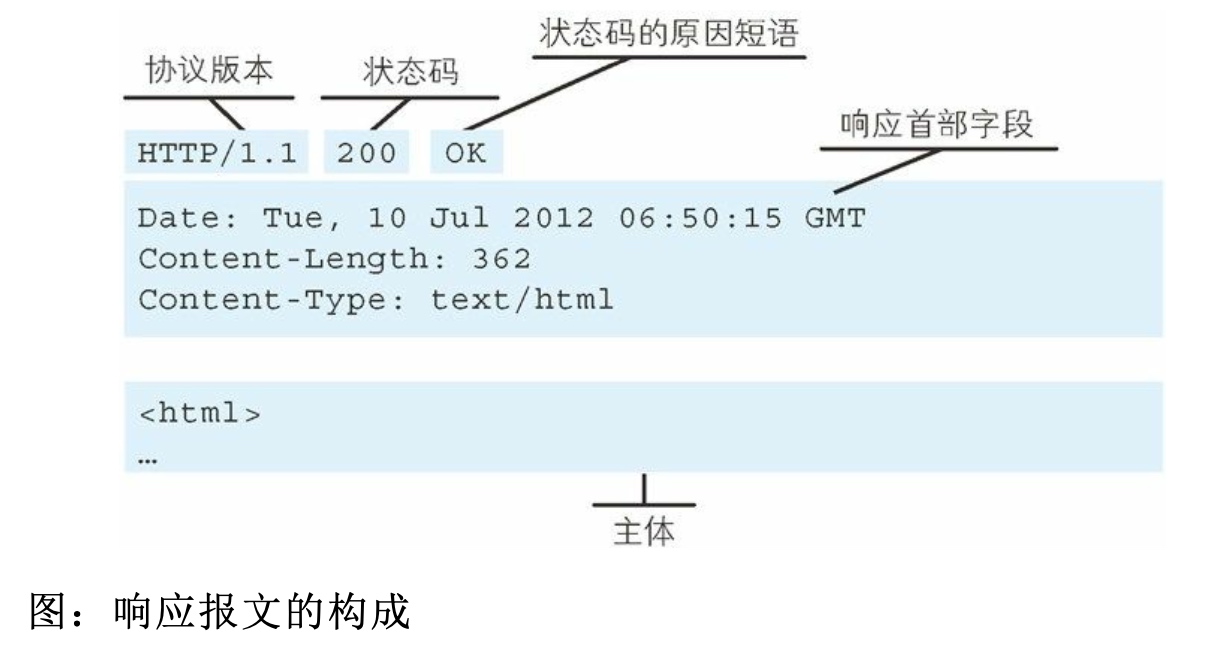 状态码的原因短语
协议版本 状态码
响应首部字段
HTTP/1.1 200 OK
Date: Tue, 10 Jul 2012 06:50:15 GMT
Content-Length: 362
Content-Type: text/html
<html>
…
主体
图：响应报文的构成